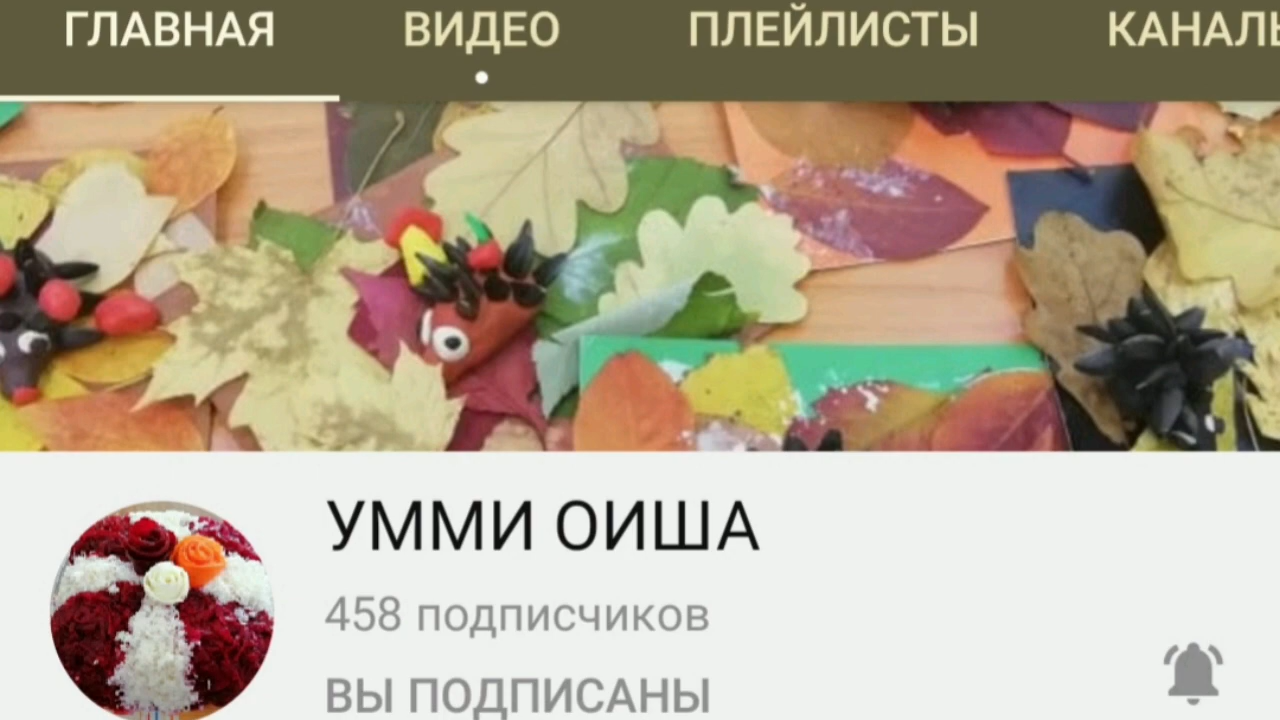 ГЛАВНАЯ ВИДЕО ПЛЕЙЛИСТЫ
УММИ ОИША
458 подписчиков
ВЫ ПОДПИСАНЫ